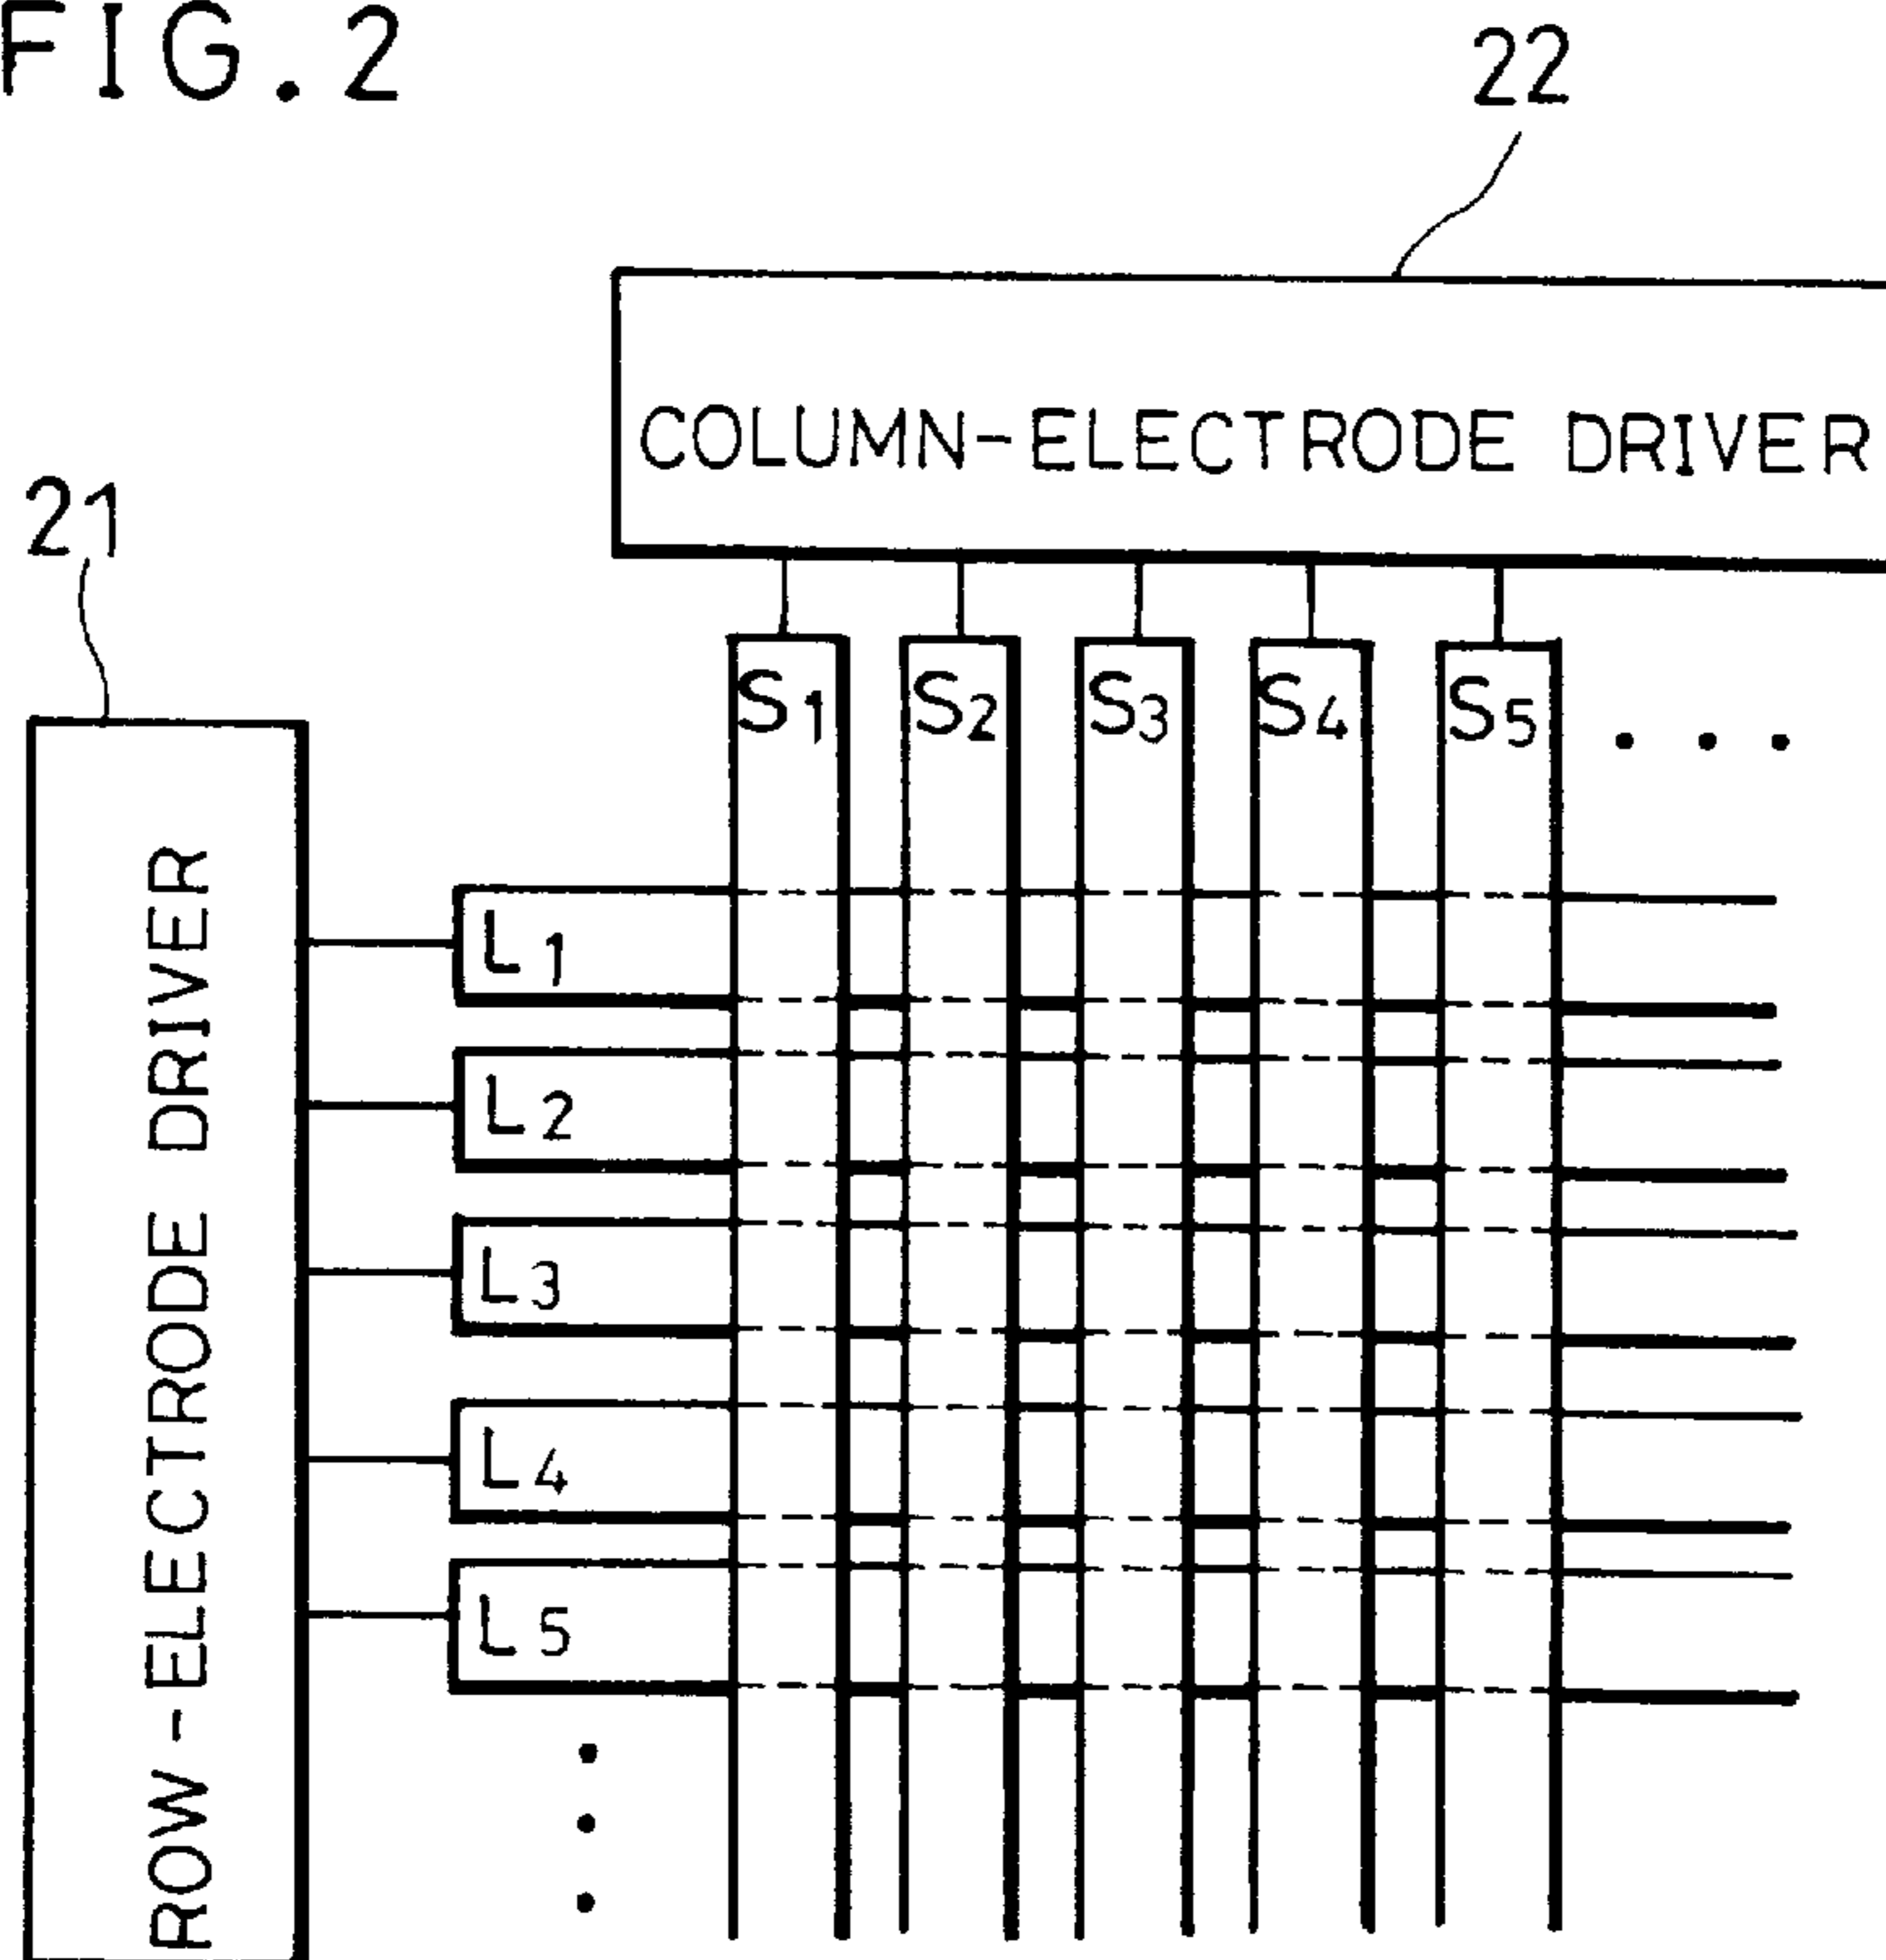 FIG.2
22
COLUMN-ELECTRODE DRIVER
21
S1 S2 S3 S4 S5 . . .
ROW-ELECTRODE DRIVER
L1
L2
L3
L4
L5